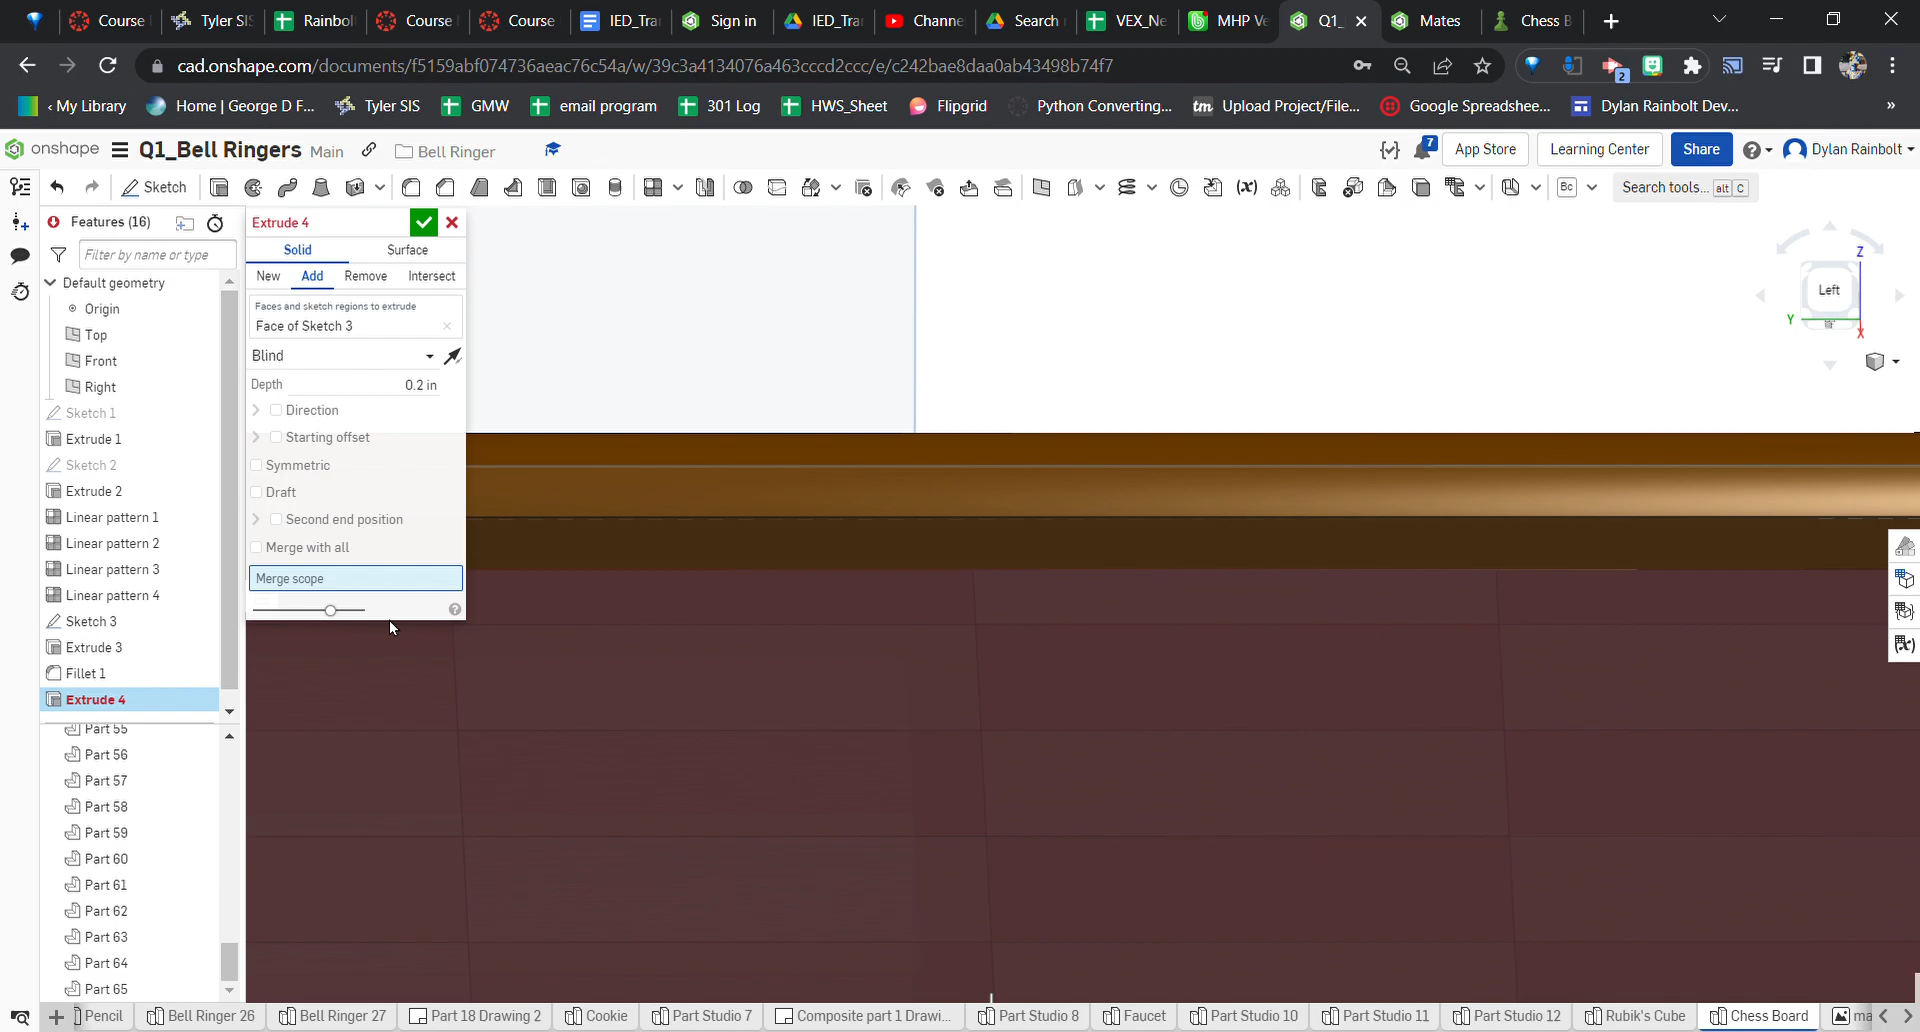 Course
Tyler SIS
Rainbol
Course
Course
IED_Tra
Sign in
IED_Tra
Channe
Search
VEX_Ne
MHP Ve
Q1_
Mates
Chess B
cad.onshape.com/documents/f5159abf074736aeac76c54a/w/39c3a4134076a463cccd2ccc/e/c242bae8daa0ab43498b74f7
2
‹ My Library
Home | George D F...
Tyler SIS
GMW
email program
301 Log
HWS_Sheet
Flipgrid
Python Converting...
tm Upload Project/File...
Google Spreadshee...
Dylan Rainbolt Dev...
»
onshape
Q1_Bell Ringers Main
Bell Ringer
7
App Store
Learning Center
Share
Dylan Rainbolt
Sketch
Bc
Search tools... alt C
Features (16)
Filter by name or type
Default geometry
Origin
Top
Front
Right
Sketch 1
Extrude 1
Sketch 2
Extrude 2
Linear pattern 1
Linear pattern 2
Linear pattern 3
Linear pattern 4
Sketch 3
Extrude 3
Fillet 1
Extrude 4
Part 55
Part 56
Part 57
Part 58
Part 59
Part 60
Part 61
Part 62
Part 63
Part 64
Part 65
Extrude 4
Solid Surface
New Add Remove Intersect
Faces and sketch regions to extrude
Face of Sketch 3
Blind
Depth 0.2 in
Direction
Starting offset
Symmetric
Draft
Second end position
Merge with all
Merge scope
Z
Left
Y
X
Pencil
Bell Ringer 26
Bell Ringer 27
Part 18 Drawing 2
Cookie
Part Studio 7
Composite part 1 Drawi...
Part Studio 8
Faucet
Part Studio 10
Part Studio 11
Part Studio 12
Rubik's Cube
Chess Board
ma